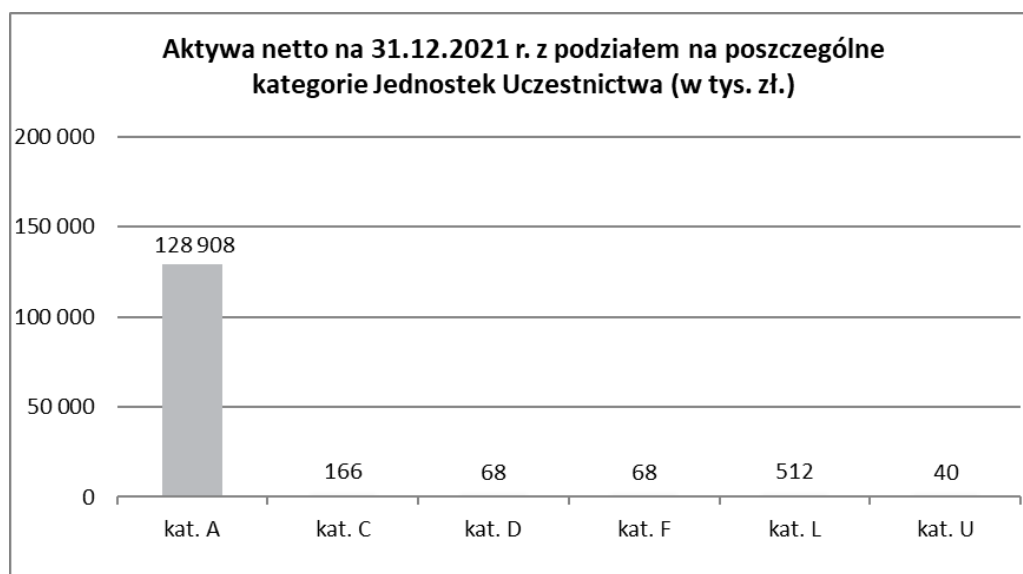 Aktywa netto na 31.12.2021 r. z podziałem na poszczególne
kategorie Jednostek Uczestnictwa (w tys. zł.)
200 000
150 000
128 908
100 000
50 000
166 68 68 512 40
0
kat. A kat. C kat. D kat. F kat. L kat. U